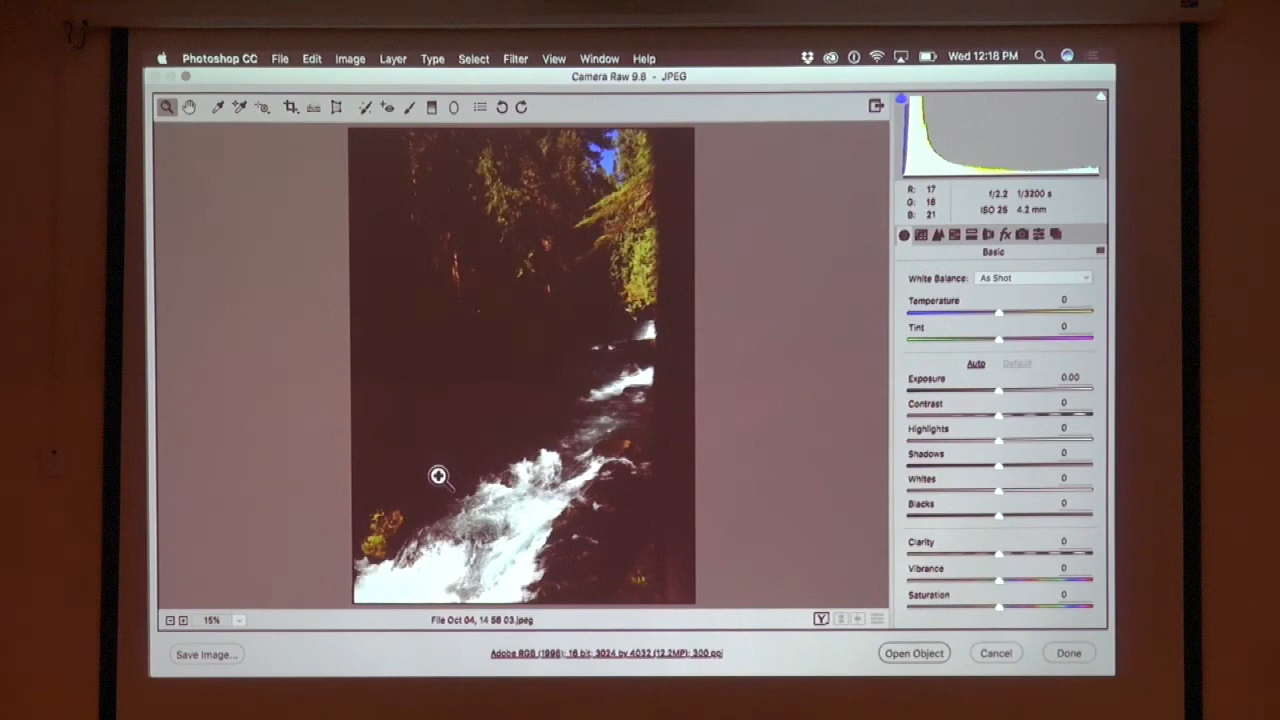 Photoshop CC File Edit Image Layer Type Select Filter View Window Help Wed 12:18 PM
Camera Raw 9.8 - JPEG
R: 17
G: 16
B: 21
f/2.2 1/3200 s
ISO 25 4.2 mm
fx
Basic
White Balance: As Shot
Temperature 0
Tint 0
Auto Default
Exposure 0.00
Contrast 0
Highlights 0
Shadows 0
Whites 0
Blacks 0
Clarity 0
Vibrance 0
Saturation 0
15% File Oct 04, 14 56 03.jpeg Y
Save Image... Adobe RGB (1998); 16 bit; 3024 by 4032 (12.2MP); 300 ppi Open Object Cancel Done